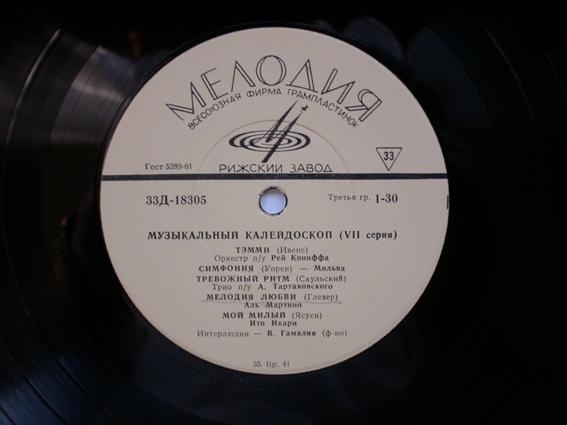 МЕЛОДИЯ
ВСЕСОЮЗНАЯ ФИРМА ГРАМПЛАСТИНОК
Гост 5289-61
33
РИЖСКИЙ ЗАВОД
33Д-18305
Третья гр. 1-30
МУЗЫКАЛЬНЫЙ КАЛЕЙДОСКОП (VII серия)
ТЭММИ (Ивенс)
Оркестр п/у Рей Кониффа
СИМФОНИЯ (Уорен) — Мильва
ТРЕВОЖНЫЙ РИТМ (Саульский)
Трио п/у А. Тартаковского
МЕЛОДИЯ ЛЮБВИ (Глезер)
Аль Мартино
МОЙ МИЛЫЙ (Ясуси)
Ито Икари
Интерлюдии — В. Гамалия (ф-но)
35. tip. 41